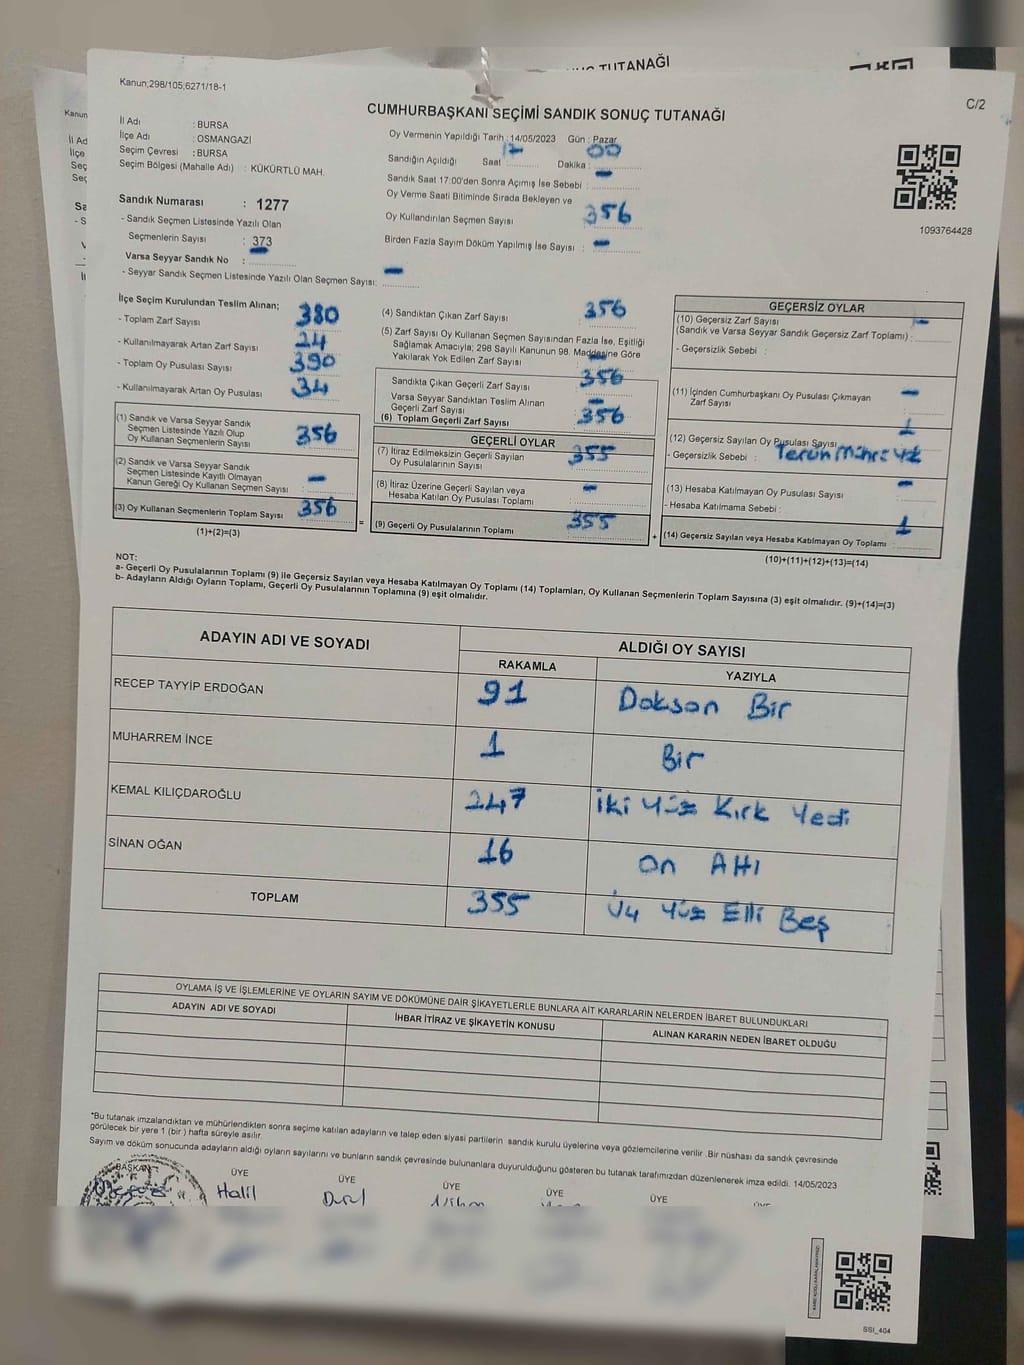 TUTANAĞI
Kanun;298/105;6271/18-1
C/2
CUMHURBAŞKANI SEÇİMİ SANDIK SONUÇ TUTANAĞI
İl Adı : BURSA
İlçe Adı : OSMANGAZİ
Seçim Çevresi : BURSA
Seçim Bölgesi (Mahalle Adı) : KÜKÜRTLÜ MAH.
Oy Vermenin Yapıldığı Tarih : 14/05/2023 Gün : Pazar
Sandığın Açıldığı Saat 17 Dakika : 00
Sandık Saat 17:00'den Sonra Açımış İse Sebebi : -
Oy Verme Saati Bitiminde Sırada Bekleyen ve
Oy Kullandırılan Seçmen Sayısı 356
Birden Fazla Sayım Döküm Yapılmış İse Sayısı : -
1093764428
Sandık Numarası : 1277
- Sandık Seçmen Listesinde Yazılı Olan
Seçmenlerin Sayısı : 373
Varsa Seyyar Sandık No : -
- Seyyar Sandık Seçmen Listesinde Yazılı Olan Seçmen Sayısı: -
İlçe Seçim Kurulundan Teslim Alınan;
- Toplam Zarf Sayısı 380
- Kullanılmayarak Artan Zarf Sayısı 24
- Toplam Oy Pusulası Sayısı 390
- Kullanılmayarak Artan Oy Pusulası 34
(1) Sandık ve Varsa Seyyar Sandık
Seçmen Listesinde Yazılı Olup
Oy Kullanan Seçmenlerin Sayısı 356
(2) Sandık ve Varsa Seyyar Sandık
Seçmen Listesinde Kayıtlı Olmayan
Kanun Gereği Oy Kullanan Seçmen Sayısı : -
(3) Oy Kullanan Seçmenlerin Toplam Sayısı 356
(1)+(2)=(3)
(4) Sandıktan Çıkan Zarf Sayısı 356
(5) Zarf Sayısı Oy Kullanan Seçmen Sayısından Fazla İse, Eşitliği
Sağlamak Amacıyla; 298 Sayılı Kanunun 98. Maddesine Göre
Yakılarak Yok Edilen Zarf Sayısı -
Sandıkta Çıkan Geçerli Zarf Sayısı 356
Varsa Seyyar Sandıktan Teslim Alınan
Geçerli Zarf Sayısı -
(6) Toplam Geçerli Zarf Sayısı 356
GEÇERLİ OYLAR
(7) İtiraz Edilmeksizin Geçerli Sayılan
Oy Pusulalarının Sayısı 355
(8) İtiraz Üzerine Geçerli Sayılan veya
Hesaba Katılan Oy Pusulası Toplamı -
=
(9) Geçerli Oy Pusulalarının Toplamı 355
+
GEÇERSİZ OYLAR
(10) Geçersiz Zarf Sayısı
(Sandık ve Varsa Seyyar Sandık Geçersiz Zarf Toplamı) : -
- Geçersizlik Sebebi :
(11) İçinden Cumhurbaşkanı Oy Pusulası Çıkmayan
Zarf Sayısı -
(12) Geçersiz Sayılan Oy Pusulası Sayısı 1
- Geçersizlik Sebebi :
(13) Hesaba Katılmayan Oy Pusulası Sayısı -
- Hesaba Katılmama Sebebi :
(14) Geçersiz Sayılan veya Hesaba Katılmayan Oy Toplamı : 1
(10)+(11)+(12)+(13)=(14)
NOT:
a- Geçerli Oy Pusulalarının Toplamı (9) ile Geçersiz Sayılan veya Hesaba Katılmayan Oy Toplamı (14) Toplamları, Oy Kullanan Seçmenlerin Toplam Sayısına (3) eşit olmalıdır. (9)+(14)=(3)
b- Adayların Aldığı Oyların Toplamı, Geçerli Oy Pusulalarının Toplamına (9) eşit olmalıdır.
ADAYIN ADI VE SOYADI
ALDIĞI OY SAYISI
RAKAMLA YAZIYLA
RECEP TAYYİP ERDOĞAN 91 Doksan Bir
MUHARREM İNCE 1 Bir
KEMAL KILIÇDAROĞLU 247 İki Yüz Kırk Yedi
SİNAN OĞAN 16 On Altı
TOPLAM 355 Üç Yüz Elli Beş
OYLAMA İŞ VE İŞLEMLERİNE VE OYLARIN SAYIM VE DÖKÜMÜNE DAİR ŞİKAYETLERLE BUNLARA AİT KARARLARIN NELERDEN İBARET BULUNDUKLARI
ADAYIN ADI VE SOYADI İHBAR İTİRAZ VE ŞİKAYETİN KONUSU ALINAN KARARIN NEDEN İBARET OLDUĞU
*Bu tutanak imzalandıktan ve mühürlendikten sonra seçime katılan adayların ve talep eden siyasi partilerin sandık kurulu üyelerine veya gözlemcilerine verilir .Bir nüshası da sandık çevresinde
görülecek bir yere 1 (bir ) hafta süreyle asılır.
Sayım ve döküm sonucunda adayların aldığı oyların sayılarını ve bunların sandık çevresinde bulunanlara duyurulduğunu gösteren bu tutanak tarafımızdan düzenlenerek imza edildi. 14/05/2023
BAŞKAN ÜYE ÜYE ÜYE ÜYE ÜYE ÜYE
Halil
SSI_404